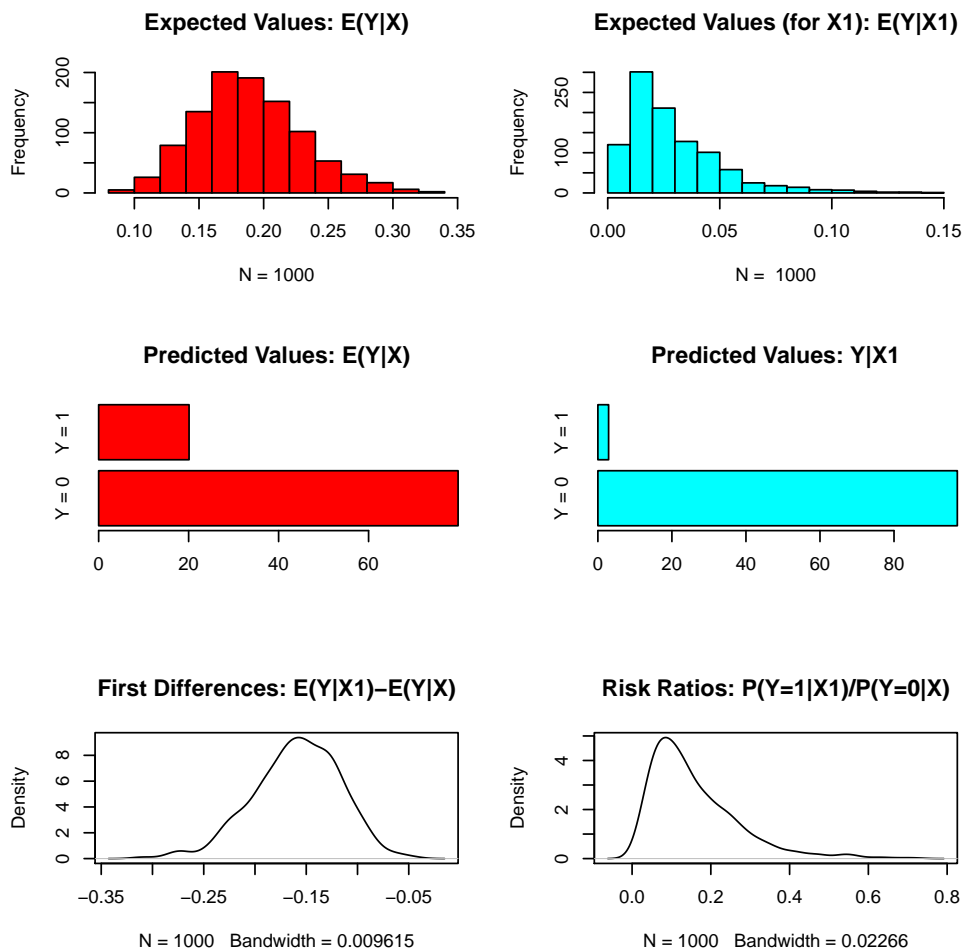 Expected Values: E(Y|X)
Frequency
0 100 200
0.10 0.15 0.20 0.25 0.30 0.35
N = 1000
Expected Values (for X1): E(Y|X1)
Frequency
0 100 250
0.00 0.05 0.10 0.15
N = 1000
Predicted Values: E(Y|X)
Y = 1
Y = 0
0 20 40 60
Predicted Values: Y|X1
Y = 1
Y = 0
0 20 40 60 80
First Differences: E(Y|X1)−E(Y|X)
Density
0 2 4 6 8
−0.35 −0.25 −0.15 −0.05
N = 1000 Bandwidth = 0.009615
Risk Ratios: P(Y=1|X1)/P(Y=0|X)
Density
0 2 4
0.0 0.2 0.4 0.6 0.8
N = 1000 Bandwidth = 0.02266